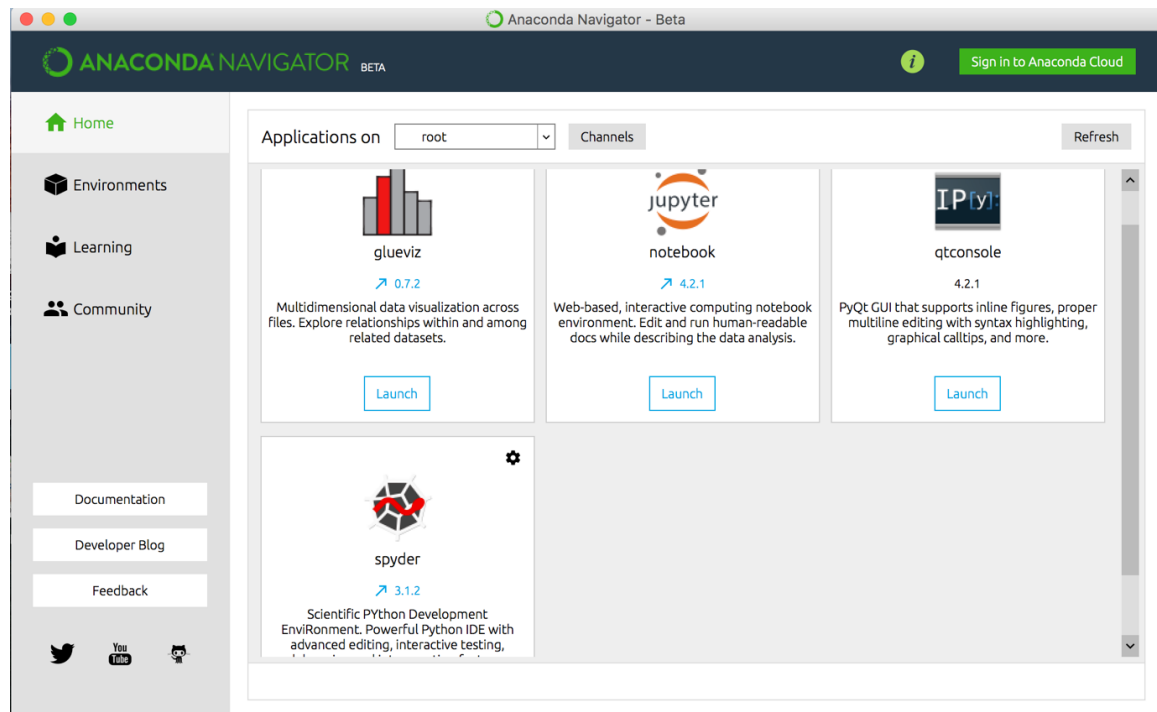 Anaconda Navigator - Beta
ANACONDA NAVIGATOR BETA
i
Sign in to Anaconda Cloud
Home
Environments
Learning
Community
Documentation
Developer Blog
Feedback
You
Tube
Applications on
root
Channels
Refresh
glueviz
0.7.2
Multidimensional data visualization across
files. Explore relationships within and among
related datasets.
Launch
jupyter
notebook
4.2.1
Web-based, interactive computing notebook
environment. Edit and run human-readable
docs while describing the data analysis.
Launch
IP[y]:
qtconsole
4.2.1
PyQt GUI that supports inline figures, proper
multiline editing with syntax highlighting,
graphical calltips, and more.
Launch
spyder
3.1.2
Scientific PYthon Development
EnviRonment. Powerful Python IDE with
advanced editing, interactive testing,